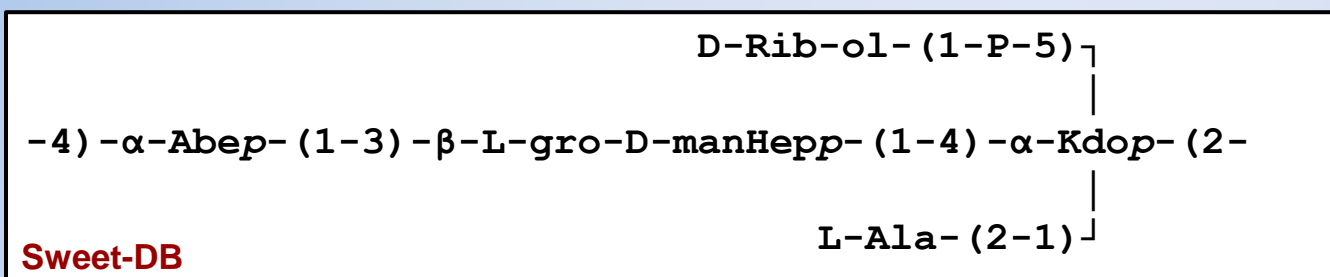 D-Rib-ol-(1-P-5)┐
│
-4)-α-Abep-(1-3)-β-L-gro-D-manHepp-(1-4)-α-Kdop-(2-
│
L-Ala-(2-1)┘
Sweet-DB